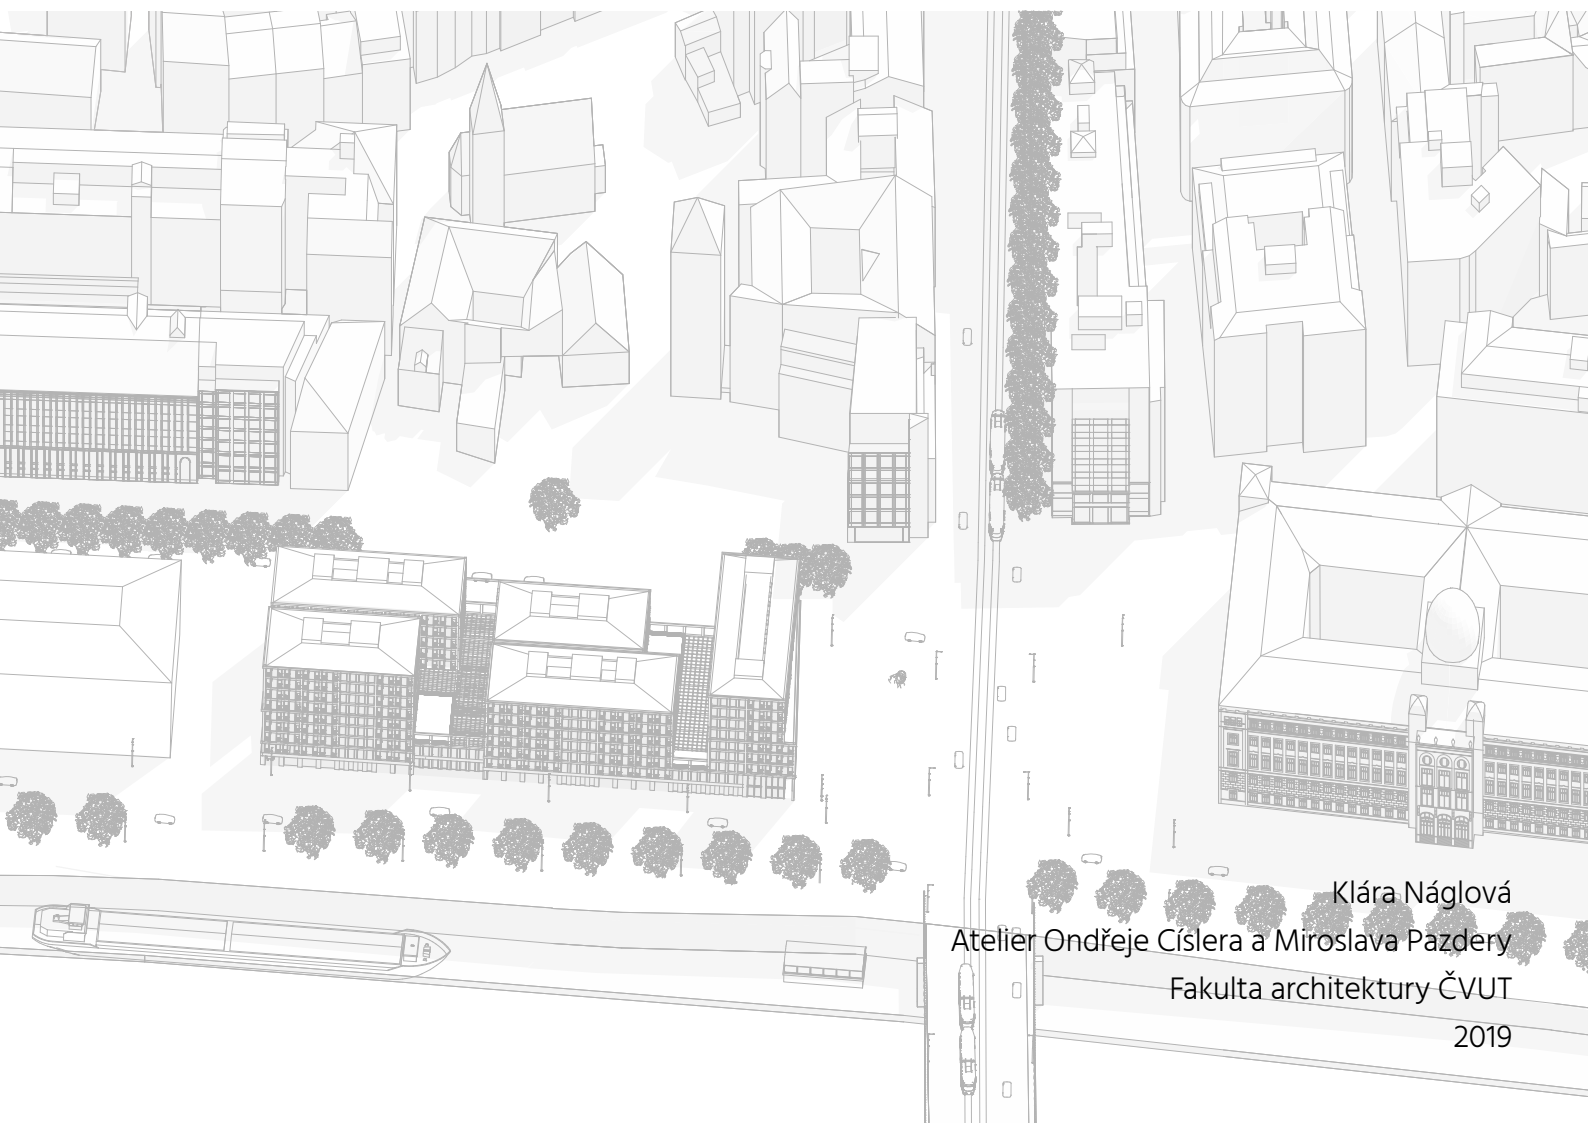 Klára Náglová
Atelier Ondřeje Císlera a Miroslava Pazdery
Fakulta architektury ČVUT
2019